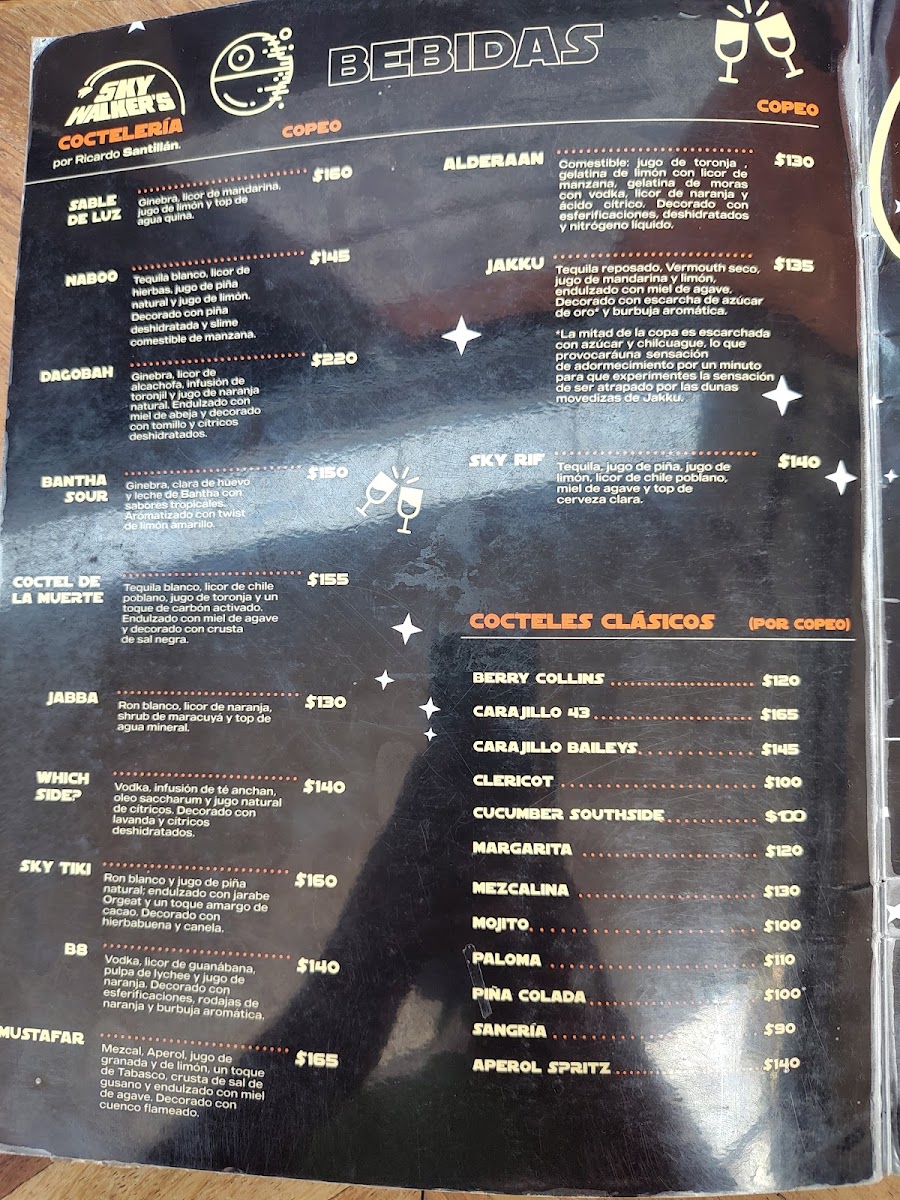 SKY
WALKER'S
COCTELERÍA
por Ricardo Santillán.
BEBIDAS
COPEO
SABLE
DE LUZ
$160
Ginebra, licor de mandarina,
jugo de limón y top de
agua quina.
NABOO
$145
Tequila blanco, licor de
hierbas, jugo de piña
natural y jugo de limón.
Decorado con piña
deshidratada y slime
comestible de manzana.
DAGOBAH
$220
Ginebra, licor de
alcachofa, infusión de
toronjil y jugo de naranja
natural. Endulzado con
miel de abeja y decorado
con tomillo y cítricos
deshidratados.
BANTHA
SOUR
$150
Ginebra, clara de huevo
y leche de Bantha con
sabores tropicales.
Aromatizado con twist
de limón amarillo.
COCTEL DE
LA MUERTE
$155
Tequila blanco, licor de chile
poblano, jugo de toronja y un
toque de carbón activado.
Endulzado con miel de agave
y decorado con crusta
de sal negra.
JABBA
$130
Ron blanco, licor de naranja,
shrub de maracuyá y top de
agua mineral.
WHICH
SIDE?
$140
Vodka, infusión de té anchan,
oleo saccharum y jugo natural
de cítricos. Decorado con
lavanda y cítricos
deshidratados.
SKY TIKI
$160
Ron blanco y jugo de piña
natural; endulzado con jarabe
Orgeat y un toque amargo de
cacao. Decorado con
hierbabuena y canela.
B8
$140
Vodka, licor de guanábana,
pulpa de lychee y jugo de
naranja. Decorado con
esferificaciones, rodajas de
naranja y burbuja aromática.
MUSTAFAR
$165
Mezcal, Aperol, jugo de
granada y de limón, un toque
de Tabasco, crusta de sal de
gusano y endulzado con miel
de agave. Decorado con
cuenco flameado.
COPEO
ALDERAAN
$130
Comestible: jugo de toronja ,
gelatina de limón con licor de
manzana, gelatina de moras
con vodka, licor de naranja y
ácido cítrico. Decorado con
esferificaciones, deshidratados
y nitrógeno líquido.
JAKKU
$135
Tequila reposado, Vermouth seco,
jugo de mandarina y limón,
endulzado con miel de agave.
Decorado con escarcha de azúcar
de oro* y burbuja aromática.
*La mitad de la copa es escarchada
con azúcar y chilcuague, lo que
provocaráuna sensación
de adormecimiento por un minuto
para que experimentes la sensación
de ser atrapado por las dunas
movedizas de Jakku.
SKY RIF
$140
Tequila, jugo de piña, jugo de
limón, licor de chile poblano,
miel de agave y top de
cerveza clara.
COCTELES CLÁSICOS (POR COPEO)
BERRY COLLINS $120
CARAJILLO 43 $165
CARAJILLO BAILEYS $145
CLERICOT $100
CUCUMBER SOUTHSIDE $100
MARGARITA $120
MEZCALINA $130
MOJITO $100
PALOMA $110
PIÑA COLADA $100
SANGRÍA $90
APEROL SPRITZ $140